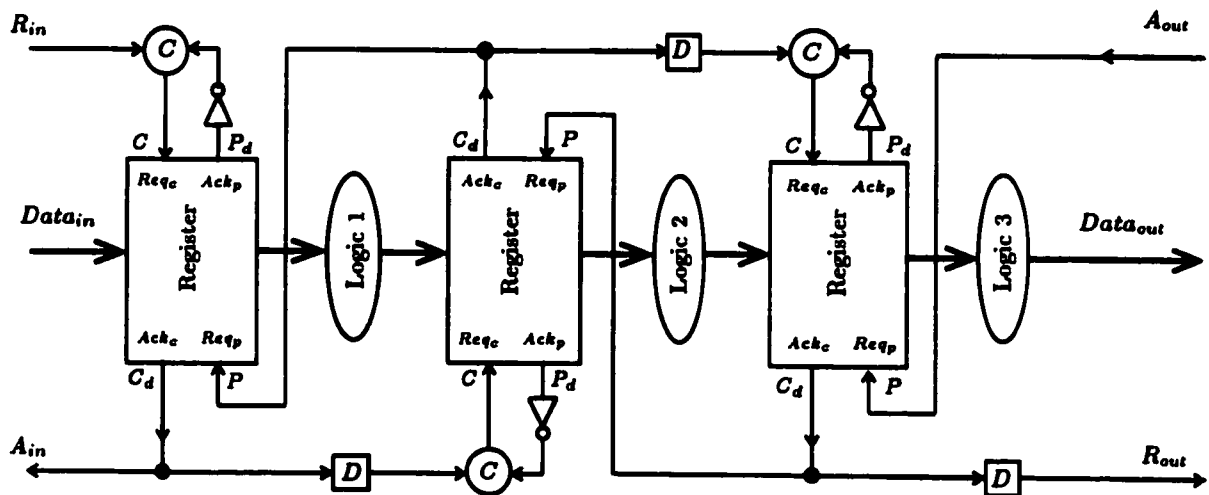 R_in
C
D
C
A_out
C
P_d
C_d
P
C
P_d
Req_c Ack_p
Ack_c Req_p
Req_c Ack_p
Data_in
Register
Logic 1
Register
Logic 2
Register
Logic 3
Data_out
Ack_c Req_p
Req_c Ack_p
Ack_c Req_p
C_d
P
C
P_d
C_d
P
A_in
D
C
D
R_out